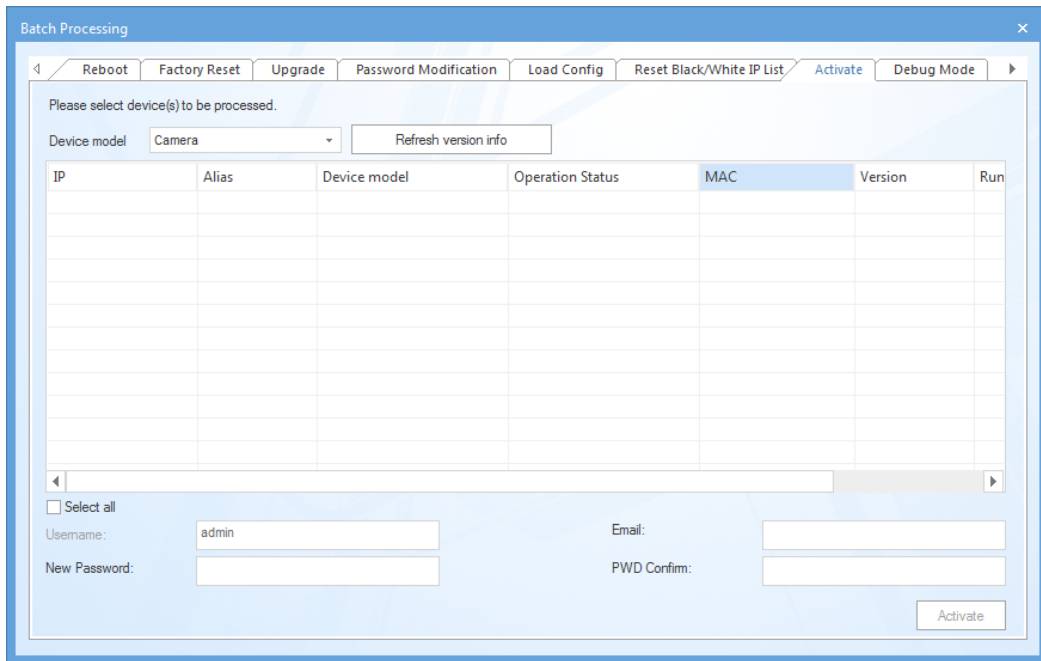 Batch Processing
Reboot Factory Reset Upgrade Password Modification Load Config Reset Black/White IP List Activate Debug Mode
Please select device(s) to be processed.
Device model Camera Refresh version info
IP Alias Device model Operation Status MAC Version Run
Select all
Username: admin Email:
New Password: PWD Confirm:
Activate